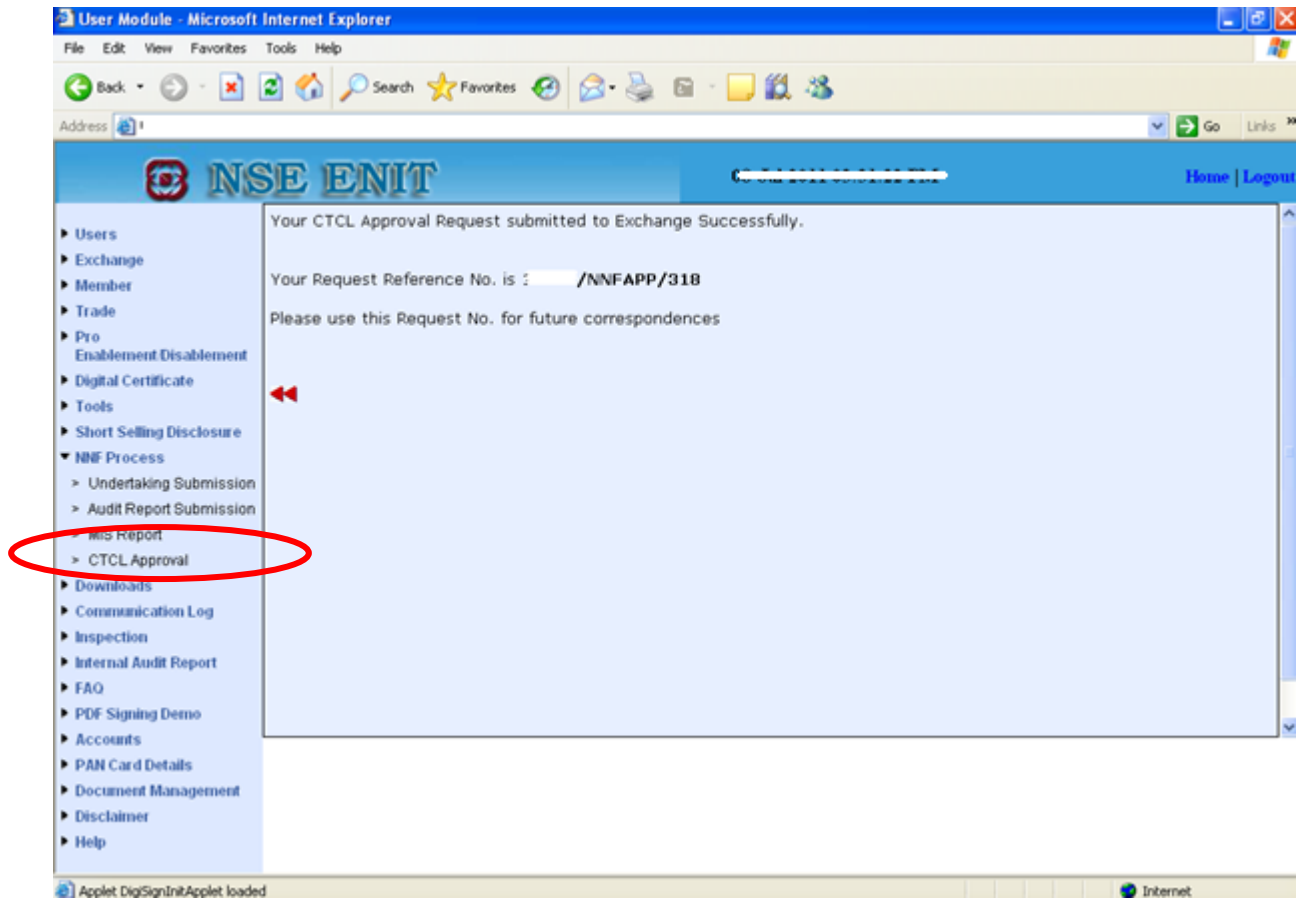 User Module - Microsoft Internet Explorer
File Edit View Favorites Tools Help
Back Search Favorites
Address Go Links »
NSE ENIT
Home | Logout
Your CTCL Approval Request submitted to Exchange Successfully.
Your Request Reference No. is /NNFAPP/318
Please use this Request No. for future correspondences
Users
Exchange
Member
Trade
Pro
Enablement/Disablement
Digital Certificate
Tools
Short Selling Disclosure
NNF Process
> Undertaking Submission
> Audit Report Submission
> MIS Report
> CTCL Approval
Downloads
Communication Log
Inspection
Internal Audit Report
FAQ
PDF Signing Demo
Accounts
PAN Card Details
Document Management
Disclaimer
Help
Applet DigiSignInitApplet loaded Internet